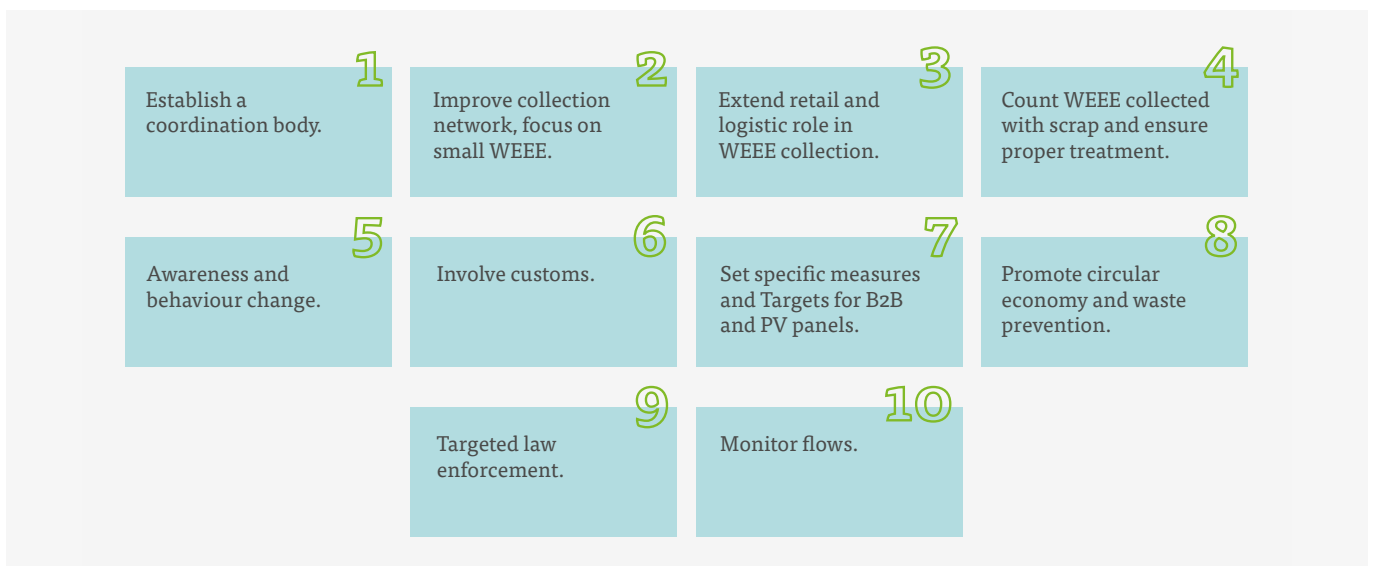 1
Establish a
coordination body.
2
Improve collection
network, focus on
small WEEE.
3
Extend retail and
logistic role in
WEEE collection.
4
Count WEEE collected
with scrap and ensure
proper treatment.
5
Awareness and
behaviour change.
6
Involve customs.
7
Set specific measures
and Targets for B2B
and PV panels.
8
Promote circular
economy and waste
prevention.
9
Targeted law
enforcement.
10
Monitor flows.